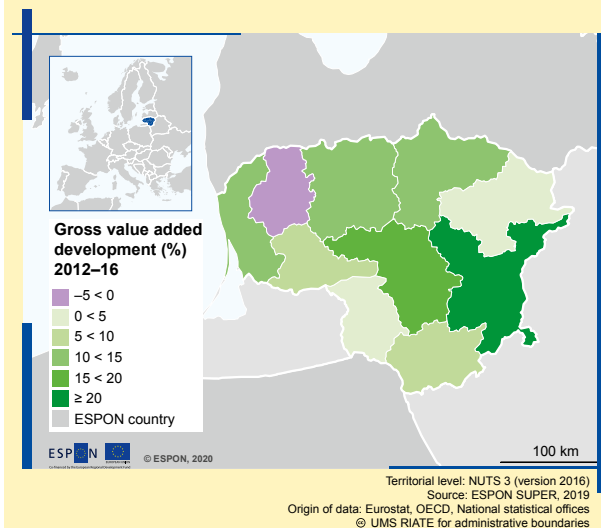 Gross value added
development (%)
2012–16
–5 < 0
0 < 5
5 < 10
10 < 15
15 < 20
≥ 20
ESPON country
ESPON
© ESPON, 2020
100 km
Territorial level: NUTS 3 (version 2016)
Source: ESPON SUPER, 2019
Origin of data: Eurostat, OECD, National statistical offices
© UMS RIATE for administrative boundaries